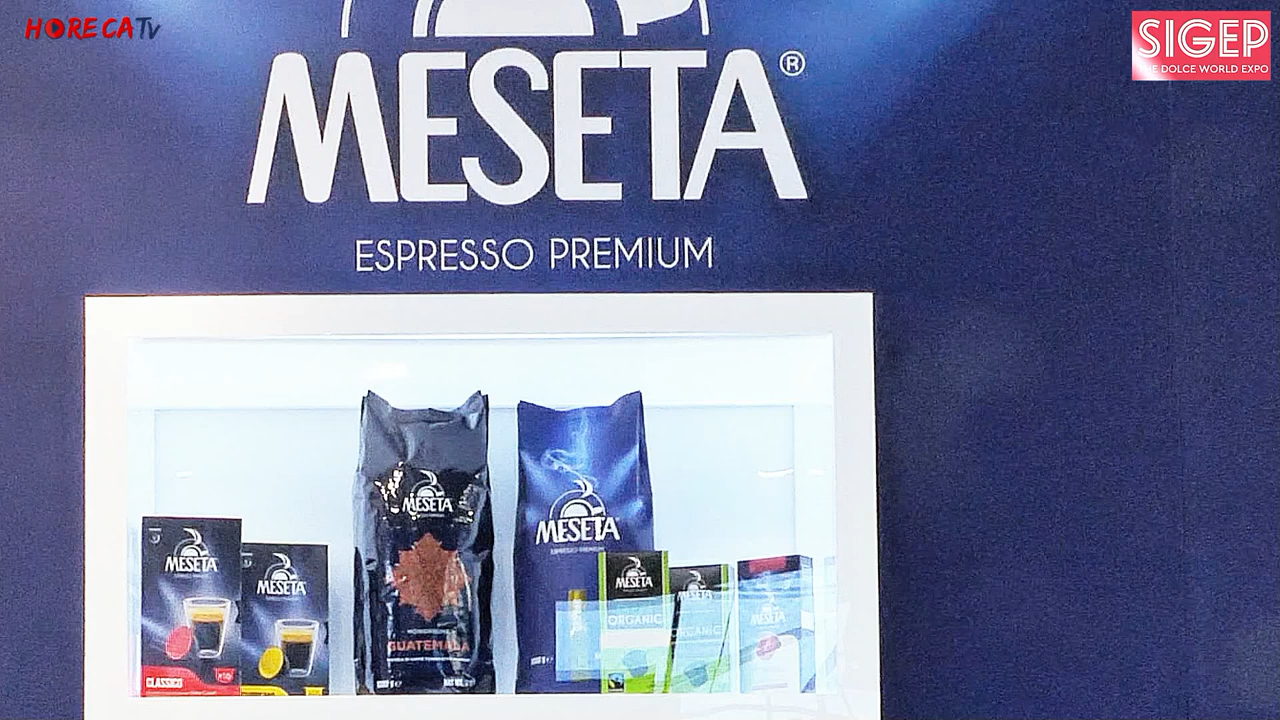 HORECATv
SIGEP
THE DOLCE WORLD EXPO
MESETA®
ESPRESSO PREMIUM
MESETA
CLASSICO
MESETA
MESETA
MONORIGINE
GUATEMALA
MESETA
ESPRESSO PREMIUM
MESETA
ORGANIC
MESETA
ORGANIC
MESETA